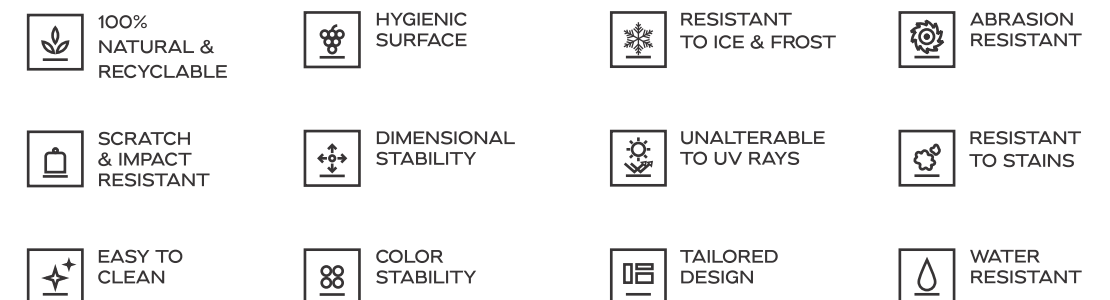 100%
NATURAL &
RECYCLABLE
HYGIENIC
SURFACE
RESISTANT
TO ICE & FROST
ABRASION
RESISTANT
SCRATCH
& IMPACT
RESISTANT
DIMENSIONAL
STABILITY
UNALTERABLE
TO UV RAYS
RESISTANT
TO STAINS
EASY TO
CLEAN
COLOR
STABILITY
TAILORED
DESIGN
WATER
RESISTANT